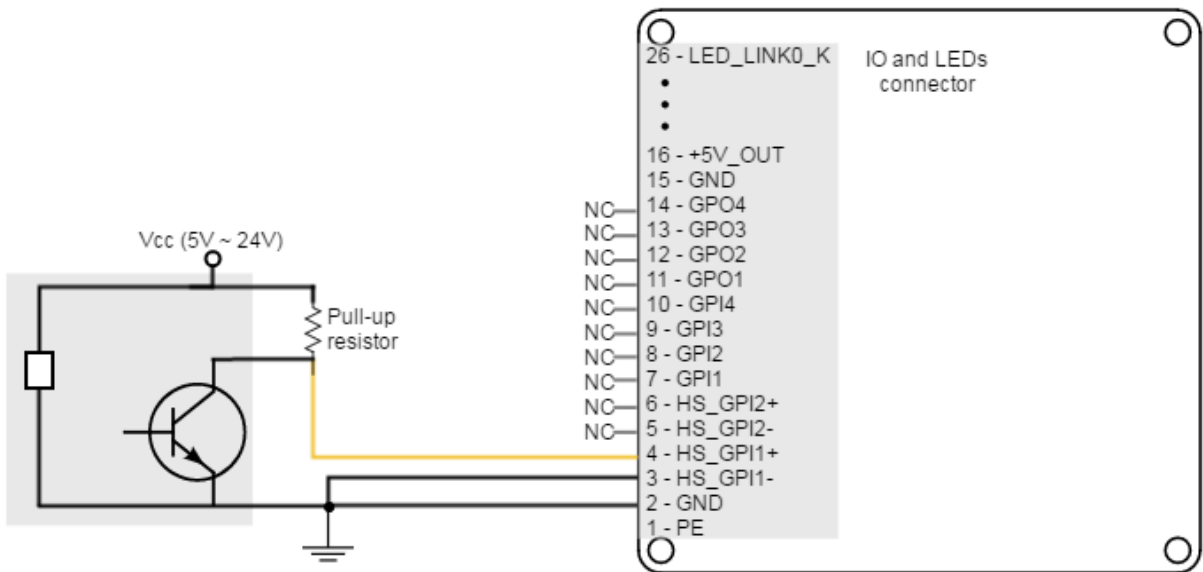 26 - LED_LINK0_K
IO and LEDs
connector
16 - +5V_OUT
15 - GND
NC 14 - GPO4
NC 13 - GPO3
NC 12 - GPO2
NC 11 - GPO1
NC 10 - GPI4
NC 9 - GPI3
NC 8 - GPI2
NC 7 - GPI1
NC 6 - HS_GPI2+
NC 5 - HS_GPI2-
4 - HS_GPI1+
3 - HS_GPI1-
2 - GND
1 - PE
Vcc (5V ~ 24V)
Pull-up
resistor